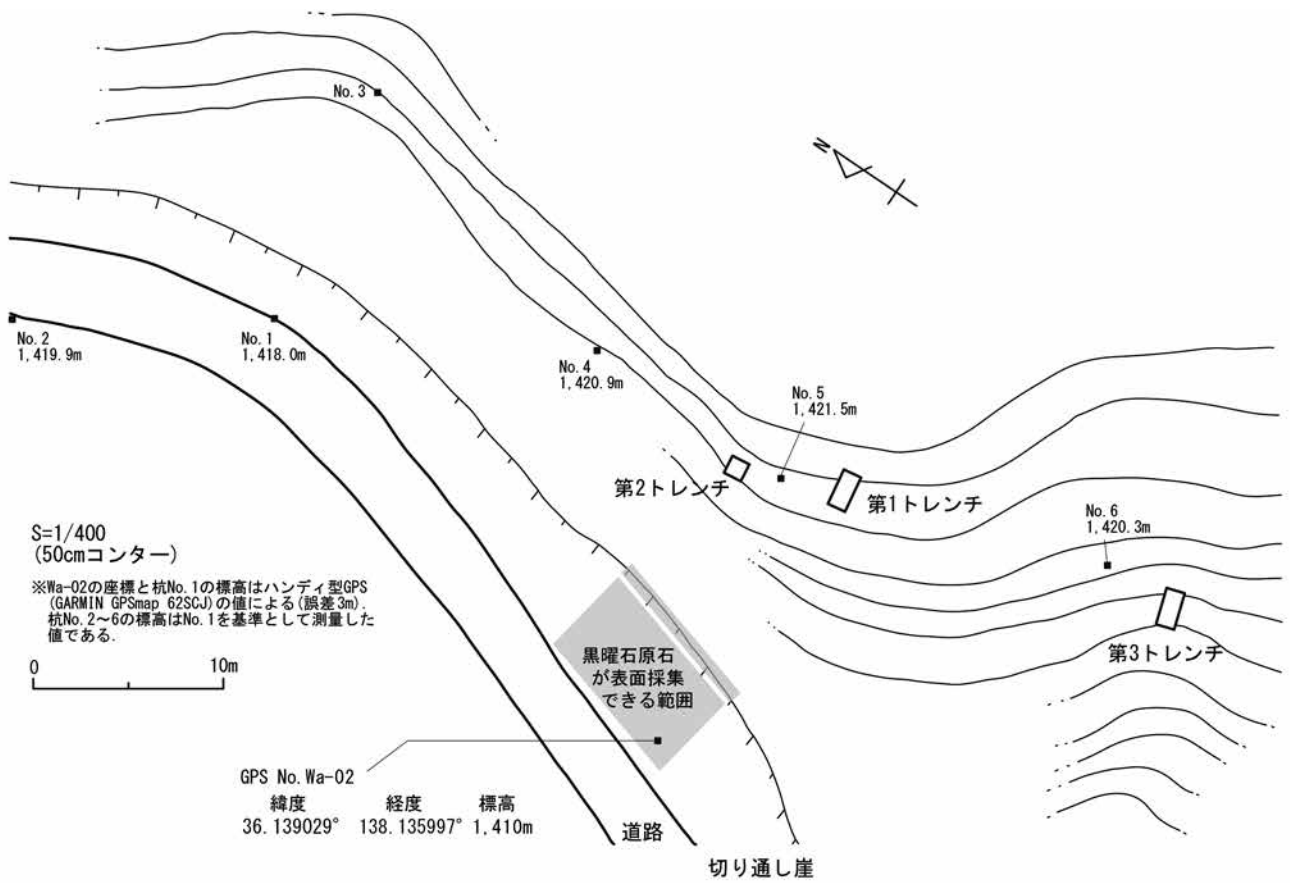 No.3
N
No.2
1,419.9m
No.1
1,418.0m
No.4
1,420.9m
No.5
1,421.5m
第2トレンチ
第1トレンチ
No.6
1,420.3m
第3トレンチ
S=1/400
(50cmコンター)
※Wa-02の座標と杭No.1の標高はハンディ型GPS
(GARMIN GPSmap 62SCJ)の値による(誤差3m).
杭No.2～6の標高はNo.1を基準として測量した
値である.
0 10m
黒曜石原石
が表面採集
できる範囲
GPS No.Wa-02
緯度 経度 標高
36.139029° 138.135997° 1,410m
道路
切り通し崖